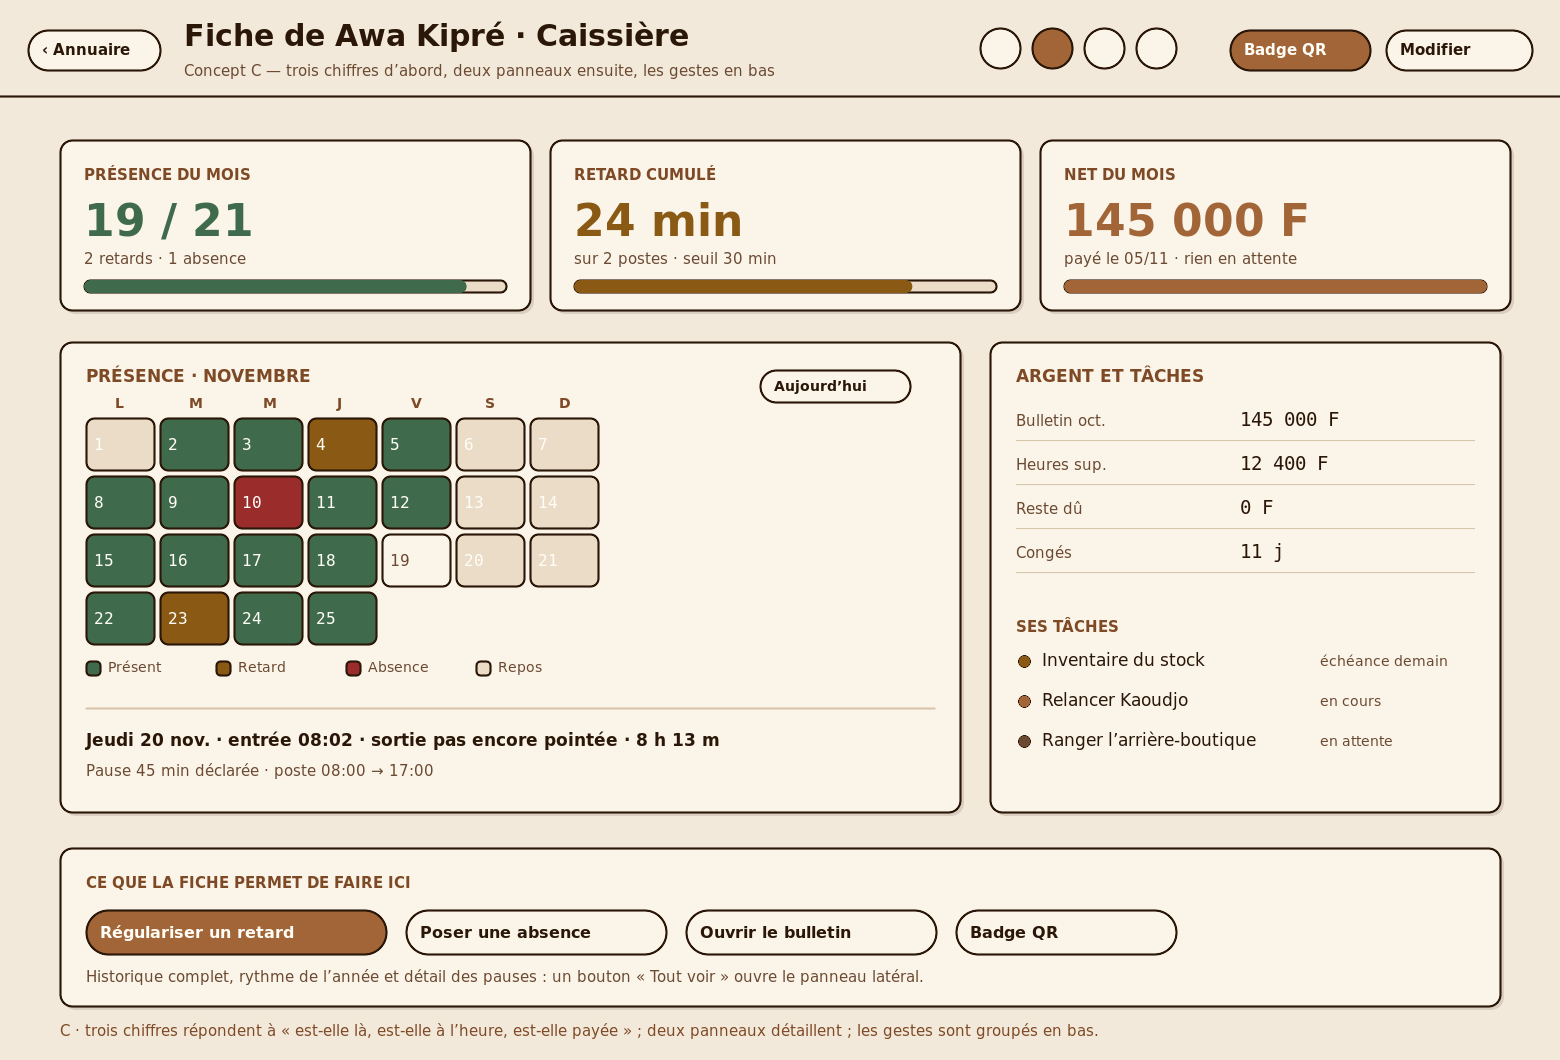 ‹ Annuaire
Fiche de Awa Kipré · Caissière
Concept C — trois chiffres d’abord, deux panneaux ensuite, les gestes en bas
Badge QR
Modifier
PRÉSENCE DU MOIS
19 / 21
2 retards · 1 absence
RETARD CUMULÉ
24 min
sur 2 postes · seuil 30 min
NET DU MOIS
145 000 F
payé le 05/11 · rien en attente
PRÉSENCE · NOVEMBRE
Aujourd’hui
L M M J V S D
1 2 3 4 5 6 7
8 9 10 11 12 13 14
15 16 17 18 19 20 21
22 23 24 25
Présent Retard Absence Repos
Jeudi 20 nov. · entrée 08:02 · sortie pas encore pointée · 8 h 13 m
Pause 45 min déclarée · poste 08:00 → 17:00
ARGENT ET TÂCHES
Bulletin oct. 145 000 F
Heures sup. 12 400 F
Reste dû 0 F
Congés 11 j
SES TÂCHES
Inventaire du stock échéance demain
Relancer Kaoudjo en cours
Ranger l’arrière-boutique en attente
CE QUE LA FICHE PERMET DE FAIRE ICI
Régulariser un retard
Poser une absence
Ouvrir le bulletin
Badge QR
Historique complet, rythme de l’année et détail des pauses : un bouton « Tout voir » ouvre le panneau latéral.
C · trois chiffres répondent à « est-elle là, est-elle à l’heure, est-elle payée » ; deux panneaux détaillent ; les gestes sont groupés en bas.